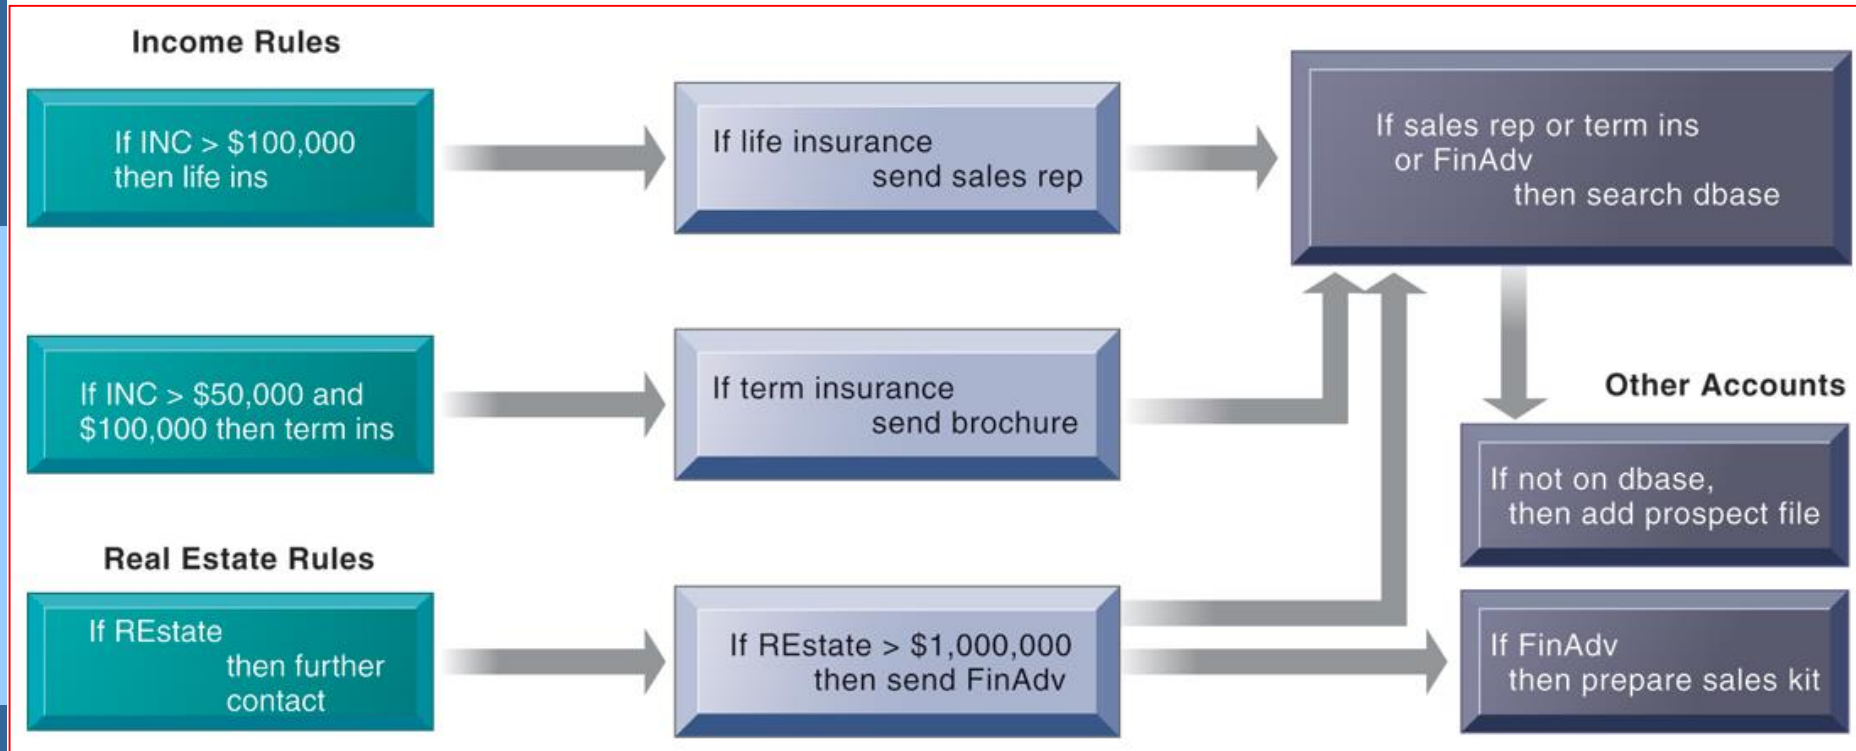 Income Rules
If INC > $100,000
then life ins
If life insurance
send sales rep
If sales rep or term ins
or FinAdv
then search dbase
If INC > $50,000 and
$100,000 then term ins
If term insurance
send brochure
Other Accounts
If not on dbase,
then add prospect file
Real Estate Rules
If REstate
then further
contact
If REstate > $1,000,000
then send FinAdv
If FinAdv
then prepare sales kit